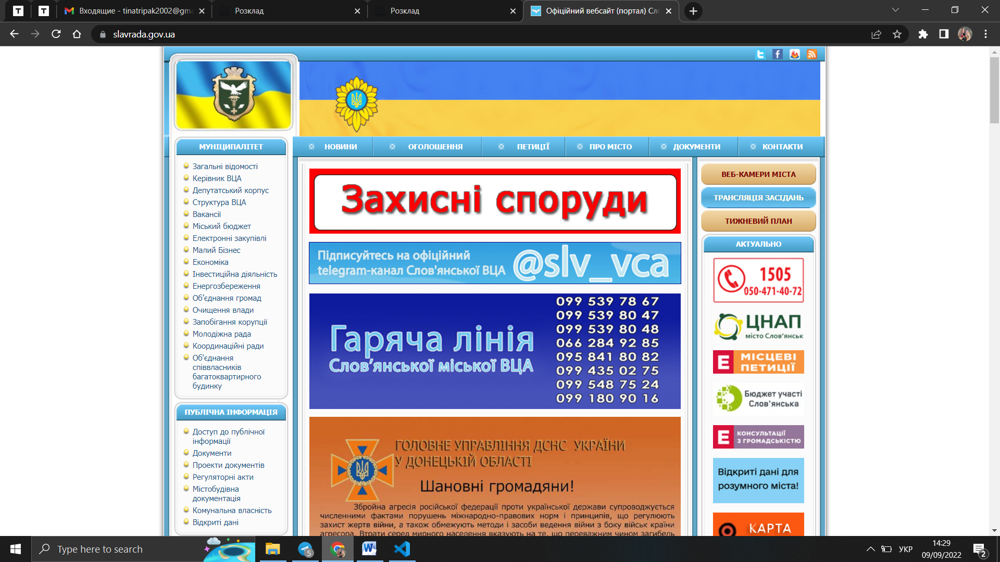 T
T
Входящие - tinatripak2002@gma
Розклад
Розклад
Офіційний вебсайт (портал) Сло
slavrada.gov.ua
НОВИНИ
ОГОЛОШЕННЯ
ПЕТИЦІЇ
ПРО МІСТО
ДОКУМЕНТИ
КОНТАКТИ
МУНІЦИПАЛІТЕТ
Загальні відомості
Керівник ВЦА
Депутатський корпус
Структура ВЦА
Вакансії
Міський бюджет
Електронні закупівлі
Малий Бізнес
Економіка
Інвестиційна діяльність
Енергозбереження
Об’єднання громад
Очищення влади
Запобігання корупції
Молодіжна рада
Координаційні ради
Об'єднання
співвласників
багатоквартирного
будинку
ПУБЛІЧНА ІНФОРМАЦІЯ
Доступ до публічної
інформації
Документи
Проекти документів
Регуляторні акти
Містобудівна
документація
Комунальна власність
Відкриті дані
Захисні споруди
Підписуйтесь на офіційний
telegram-канал Слов'янської ВЦА
@slv_vca
Гаряча лінія
Слов’янської міської ВЦА
099 539 78 67
099 539 80 47
099 539 80 48
066 284 92 85
095 841 80 82
099 435 02 75
099 548 75 24
099 180 90 16
ГОЛОВНЕ УПРАВЛІННЯ ДСНС УКРАЇНИ
У ДОНЕЦЬКІЙ ОБЛАСТІ
Шановні громадяни!
Збройна агресія російської федерації проти української держави супроводжується
численними фактами порушень міжнародно-правових норм і принципів, що регулюють
захист жертв війни, а також обмежують методи і засоби ведення війни з боку військ країни
агресора. Втрати серед мирного населення вказують на те, що переважним чином загибель
ВЕБ-КАМЕРИ МІСТА
ТРАНСЛЯЦІЯ ЗАСІДАНЬ
ТИЖНЕВИЙ ПЛАН
АКТУАЛЬНО
1505
050-471-40-72
ЦНАП
місто Слов’янськ
Е МІСЦЕВІ
ПЕТИЦІЇ
Бюджет участі
Слов'янська
Е КОНСУЛЬТАЦІЇ
З ГРОМАДСЬКІСТЮ
Відкриті дані для
розумного міста!
КАРТА
Type here to search
5
УКР
14:29
09/09/2022
2